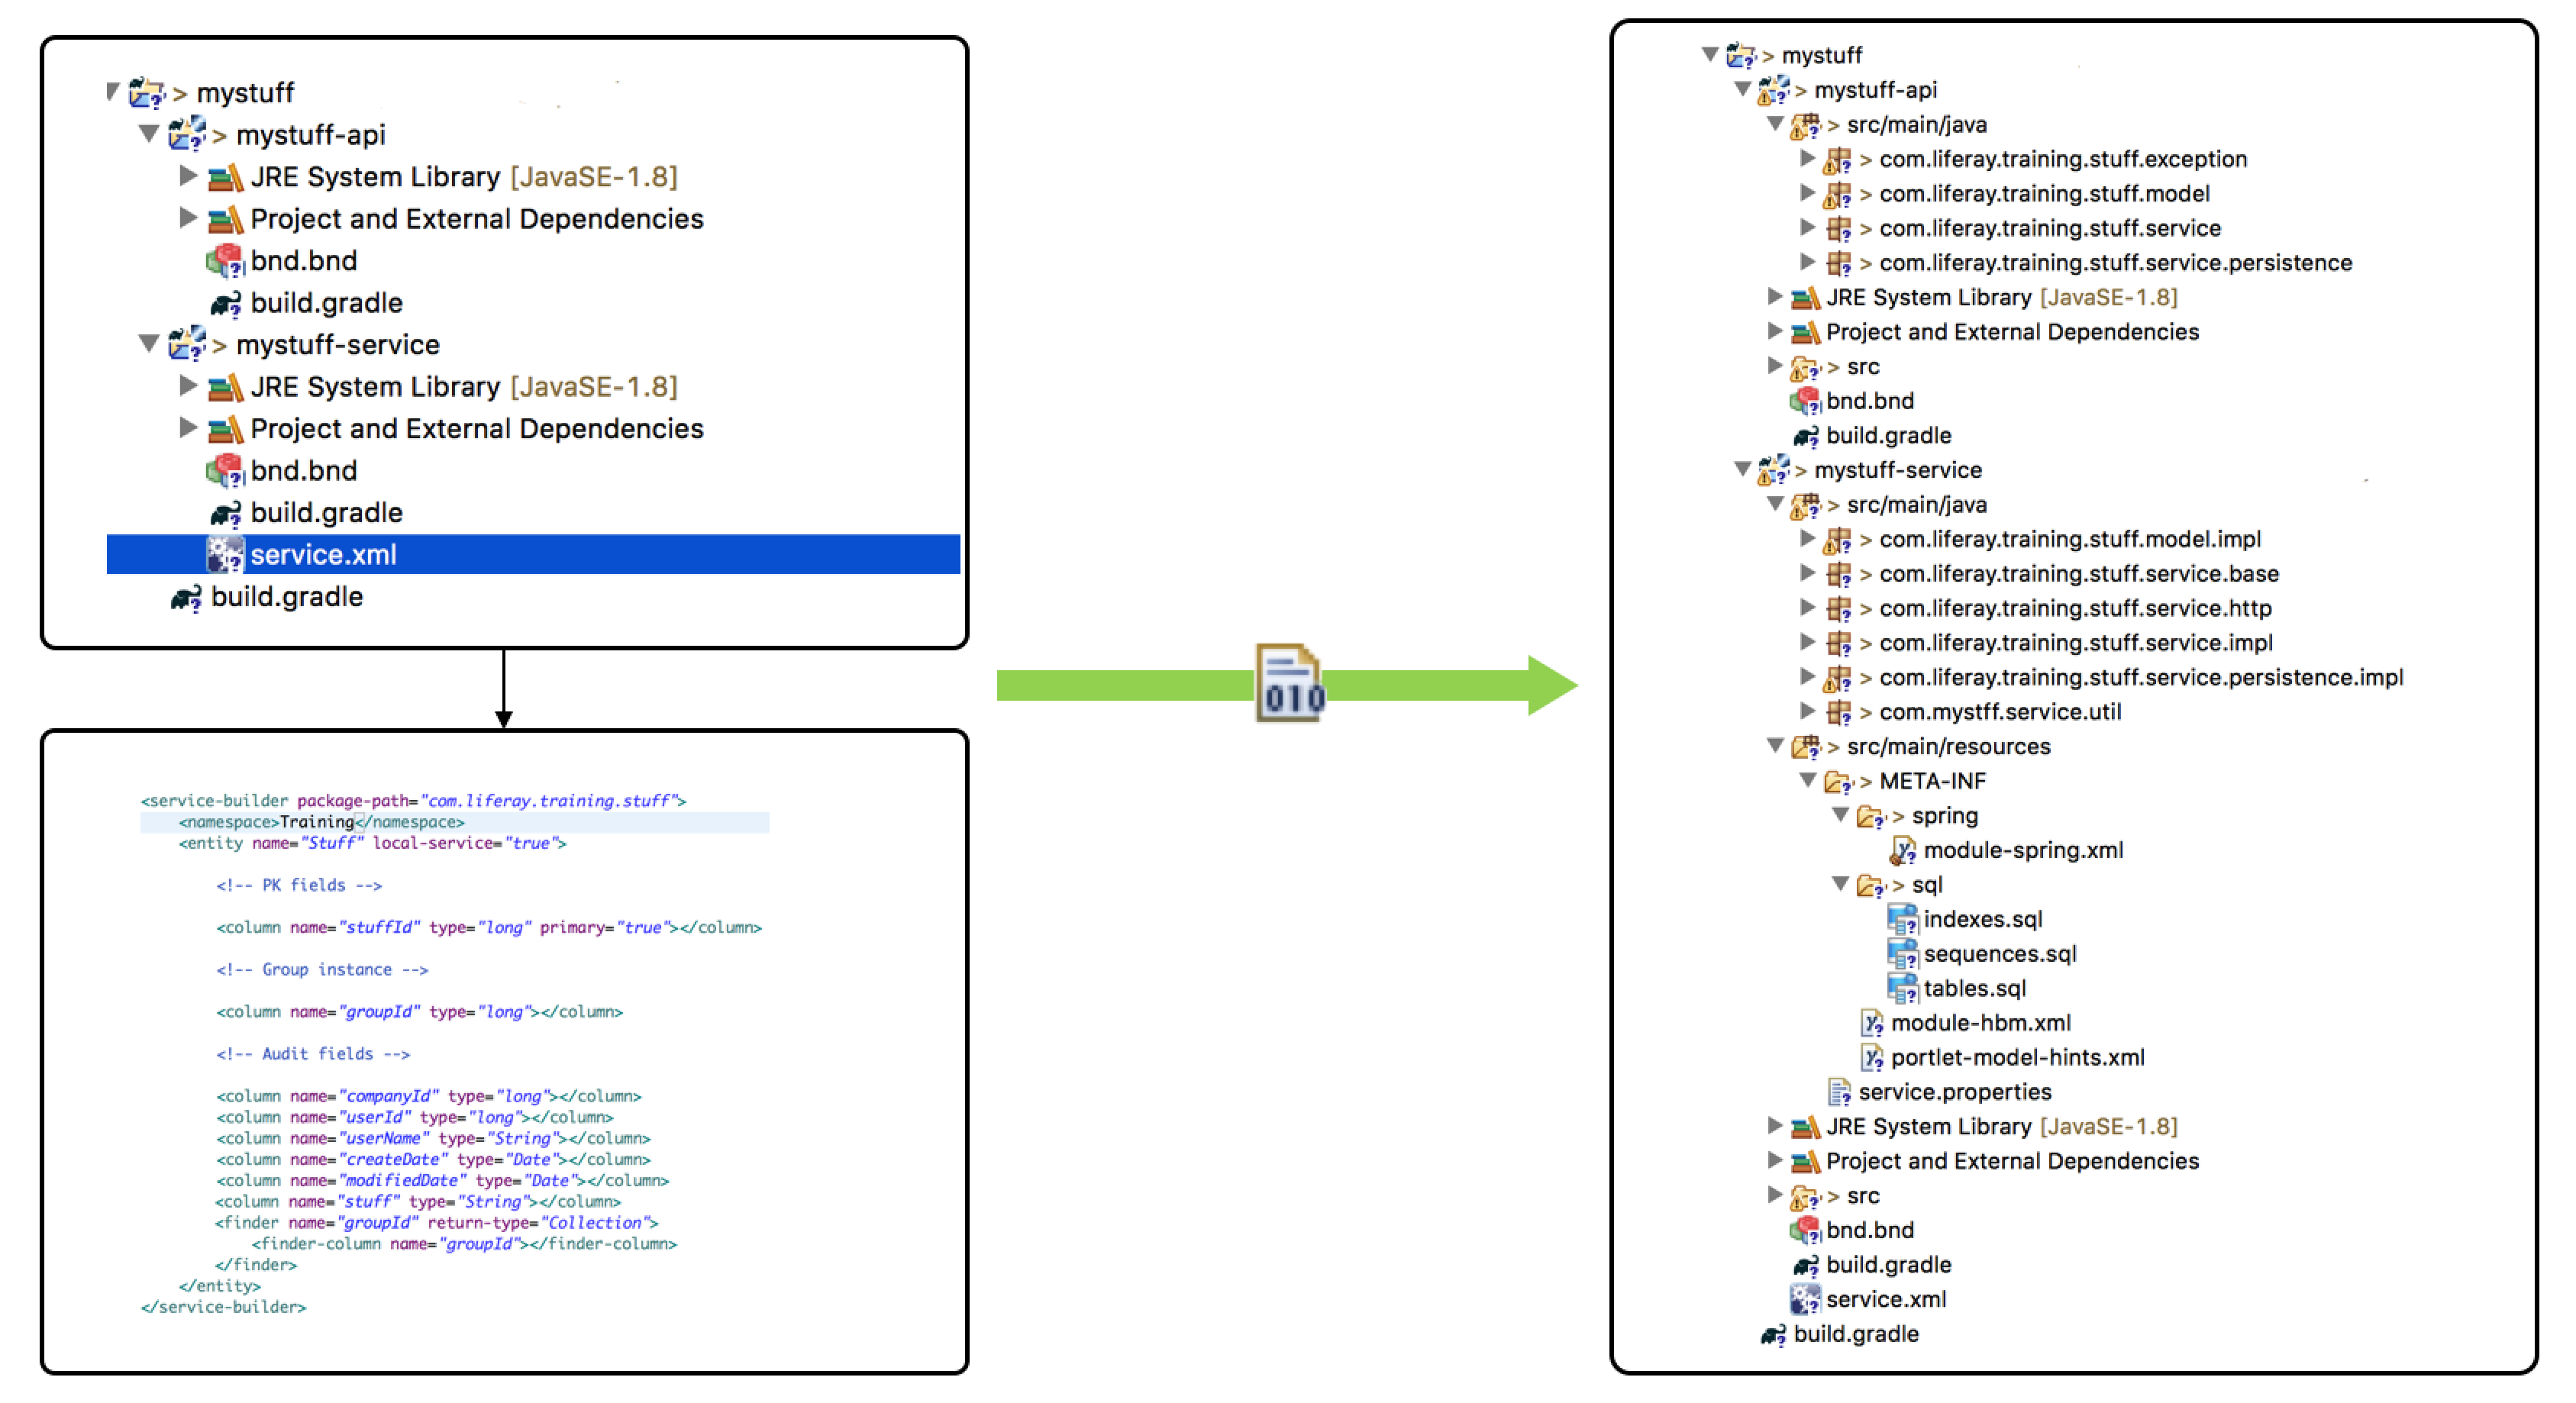 > mystuff
> mystuff-api
JRE System Library [JavaSE-1.8]
Project and External Dependencies
bnd.bnd
build.gradle
> mystuff-service
JRE System Library [JavaSE-1.8]
Project and External Dependencies
bnd.bnd
build.gradle
service.xml
build.gradle
<service-builder package-path="com.liferay.training.stuff">
<namespace>Training</namespace>
<entity name="Stuff" local-service="true">
<!-- PK fields -->
<column name="stuffId" type="long" primary="true"></column>
<!-- Group instance -->
<column name="groupId" type="long"></column>
<!-- Audit fields -->
<column name="companyId" type="long"></column>
<column name="userId" type="long"></column>
<column name="userName" type="String"></column>
<column name="createDate" type="Date"></column>
<column name="modifiedDate" type="Date"></column>
<column name="stuff" type="String"></column>
<finder name="groupId" return-type="Collection">
<finder-column name="groupId"></finder-column>
</finder>
</entity>
</service-builder>
010
> mystuff
> mystuff-api
> src/main/java
> com.liferay.training.stuff.exception
> com.liferay.training.stuff.model
> com.liferay.training.stuff.service
> com.liferay.training.stuff.service.persistence
JRE System Library [JavaSE-1.8]
Project and External Dependencies
> src
bnd.bnd
build.gradle
> mystuff-service
> src/main/java
> com.liferay.training.stuff.model.impl
> com.liferay.training.stuff.service.base
> com.liferay.training.stuff.service.http
> com.liferay.training.stuff.service.impl
> com.liferay.training.stuff.service.persistence.impl
> com.mystff.service.util
> src/main/resources
> META-INF
> spring
module-spring.xml
> sql
indexes.sql
sequences.sql
tables.sql
module-hbm.xml
portlet-model-hints.xml
service.properties
JRE System Library [JavaSE-1.8]
Project and External Dependencies
> src
bnd.bnd
build.gradle
service.xml
build.gradle